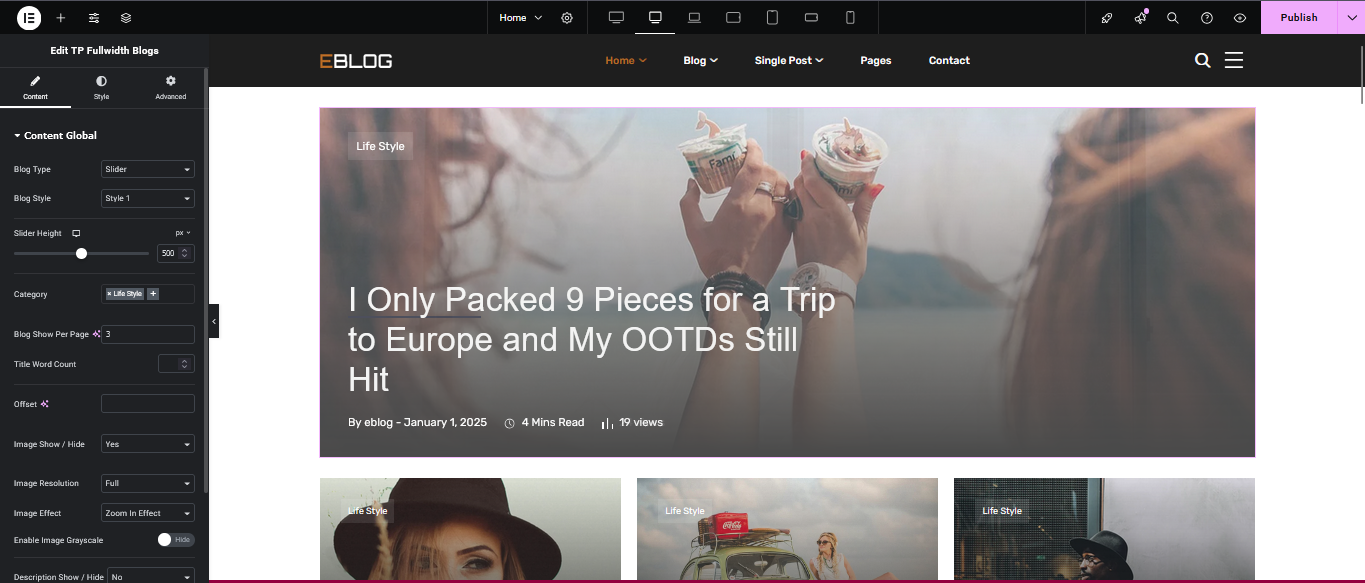 Home
Publish
Edit TP Fullwidth Blogs
Content
Style
Advanced
Content Global
Blog Type Slider
Blog Style Style 1
Slider Height px
500
Category × Life Style +
Blog Show Per Page 3
Title Word Count
Offset
Image Show / Hide Yes
Image Resolution Full
Image Effect Zoom In Effect
Enable Image Grayscale Hide
Description Show / Hide No
EBLOG
Home Blog Single Post Pages Contact
Life Style
Fami
I Only Packed 9 Pieces for a Trip
to Europe and My OOTDs Still
Hit
By eblog - January 1, 2025 4 Mins Read 19 views
Life Style
Life Style
Coca-Cola
Life Style